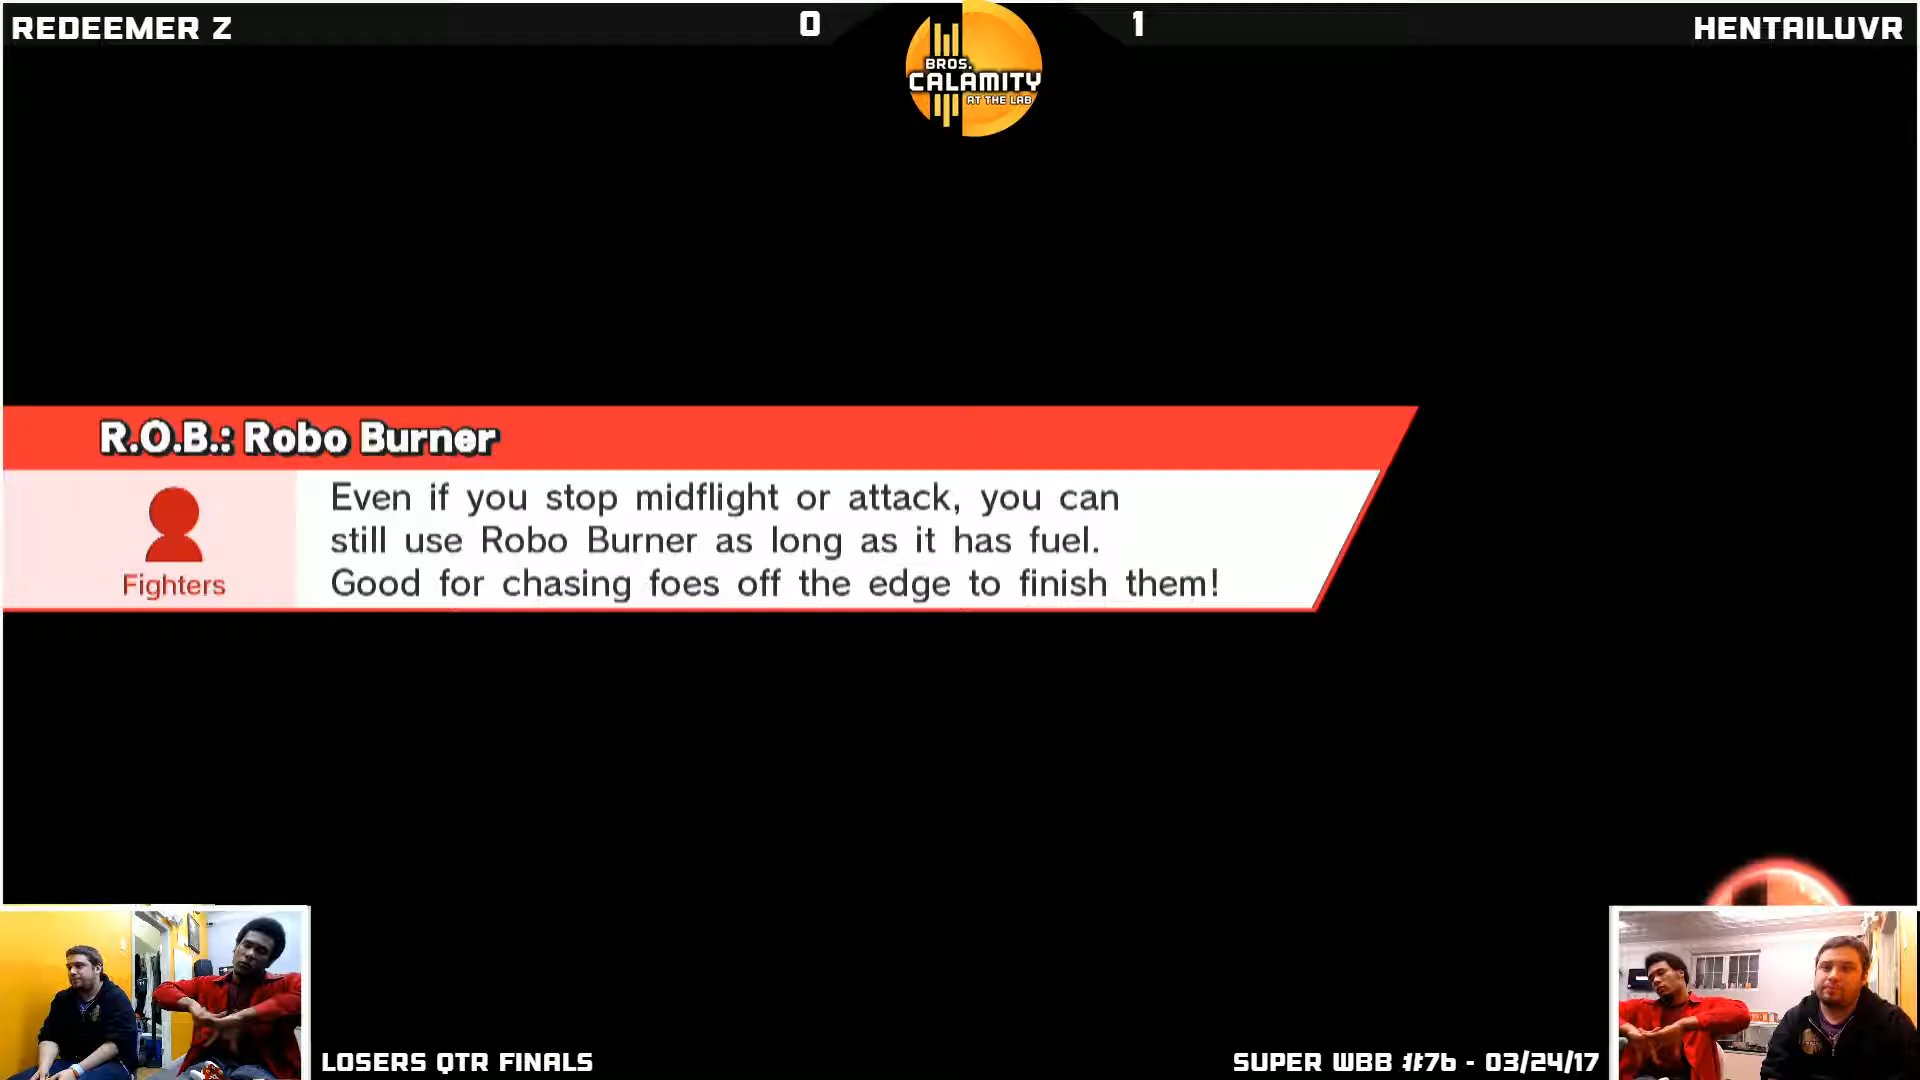 REDEEMER Z
0
1
HENTAILUVR
BROS.
CALAMITY
AT THE LAB
R.O.B.: Robo Burner
Even if you stop midflight or attack, you can
still use Robo Burner as long as it has fuel.
Good for chasing foes off the edge to finish them!
Fighters
LOSERS QTR FINALS
SUPER WBB #76 - 03/24/17